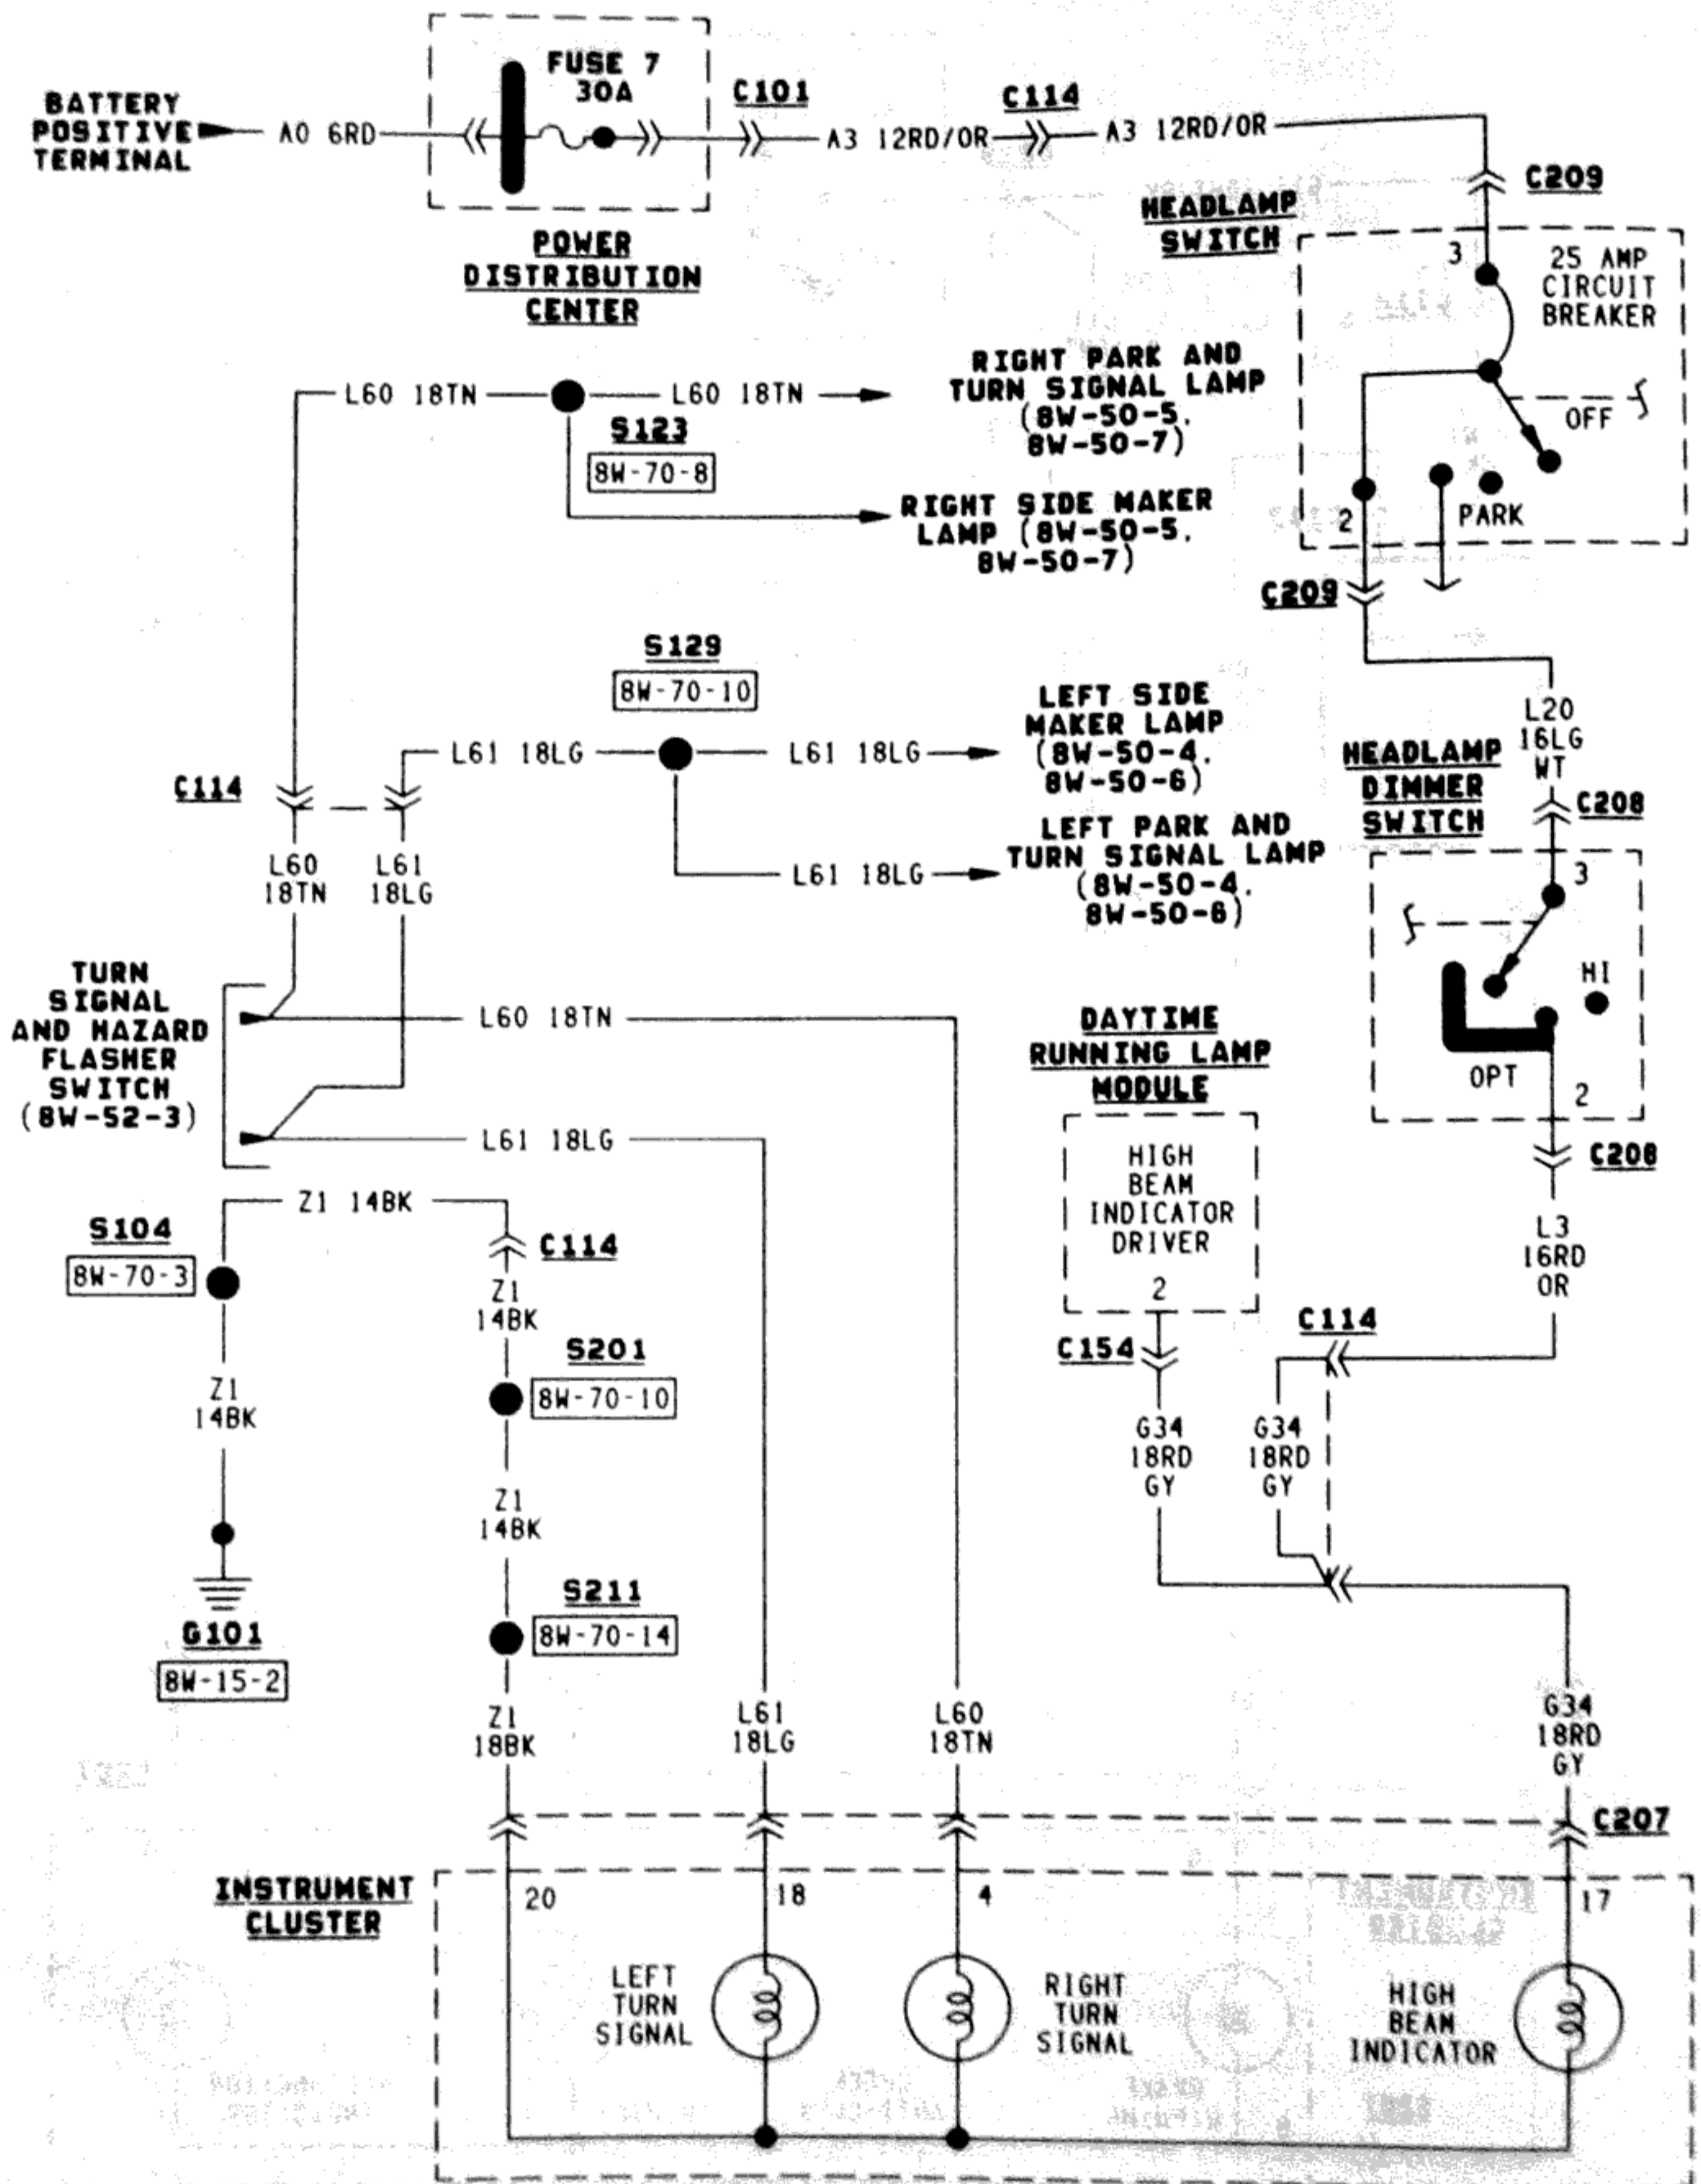 FUSE 7
30A
BATTERY
POSITIVE
TERMINAL
A0 6RD
C101
A3 12RD/OR
C114
A3 12RD/OR
C209
POWER
DISTRIBUTION
CENTER
HEADLAMP
SWITCH
3
25 AMP
CIRCUIT
BREAKER
OFF
PARK
2
C209
L60 18TN
L60 18TN
S123
8W-70-8
RIGHT PARK AND
TURN SIGNAL LAMP
(8W-50-5.
8W-50-7)
RIGHT SIDE MAKER
LAMP (8W-50-5.
8W-50-7)
S129
8W-70-10
L61 18LG
L61 18LG
LEFT SIDE
MAKER LAMP
(8W-50-4.
8W-50-6)
L61 18LG
LEFT PARK AND
TURN SIGNAL LAMP
(8W-50-4.
8W-50-6)
L20
16LG
WT
C208
HEADLAMP
DIMMER
SWITCH
3
HI
OPT
2
C208
C114
L60
18TN
L61
18LG
TURN
SIGNAL
AND HAZARD
FLASHER
SWITCH
(8W-52-3)
L60 18TN
L61 18LG
DAYTIME
RUNNING LAMP
MODULE
HIGH
BEAM
INDICATOR
DRIVER
2
C154
L3
16RD
OR
C114
G34
18RD
GY
G34
18RD
GY
Z1 14BK
S104
8W-70-3
C114
Z1
14BK
S201
8W-70-10
Z1
14BK
Z1
14BK
S211
8W-70-14
G101
8W-15-2
Z1
18BK
L61
18LG
L60
18TN
G34
18RD
GY
C207
INSTRUMENT
CLUSTER
20
18
4
17
LEFT
TURN
SIGNAL
RIGHT
TURN
SIGNAL
HIGH
BEAM
INDICATOR